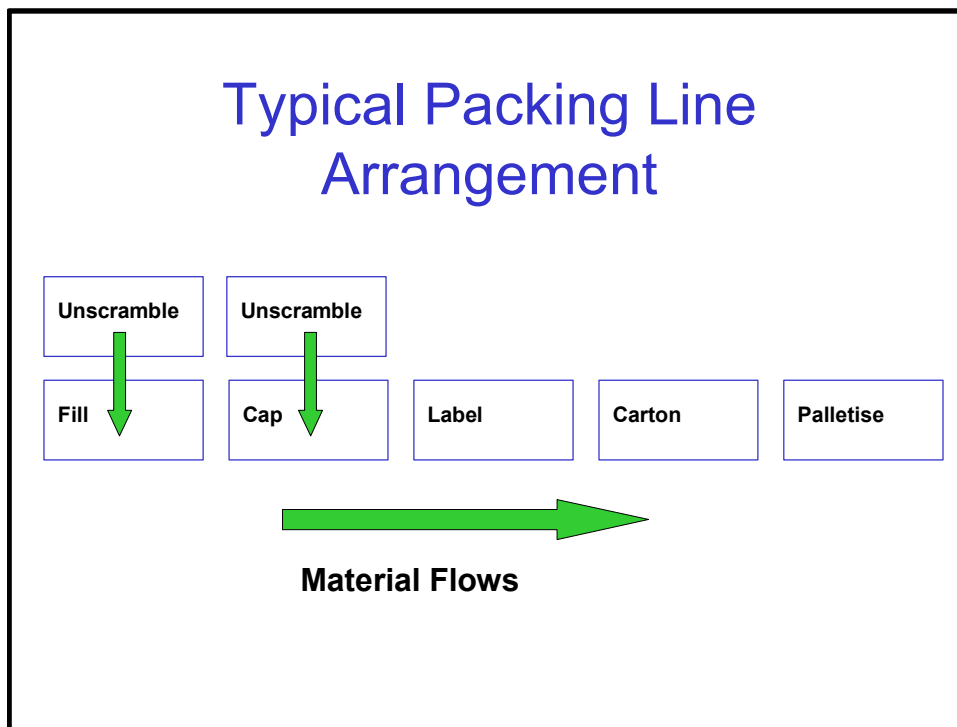 Typical Packing Line
Arrangement
Unscramble
Unscramble
Fill
Cap
Label
Carton
Palletise
Material Flows